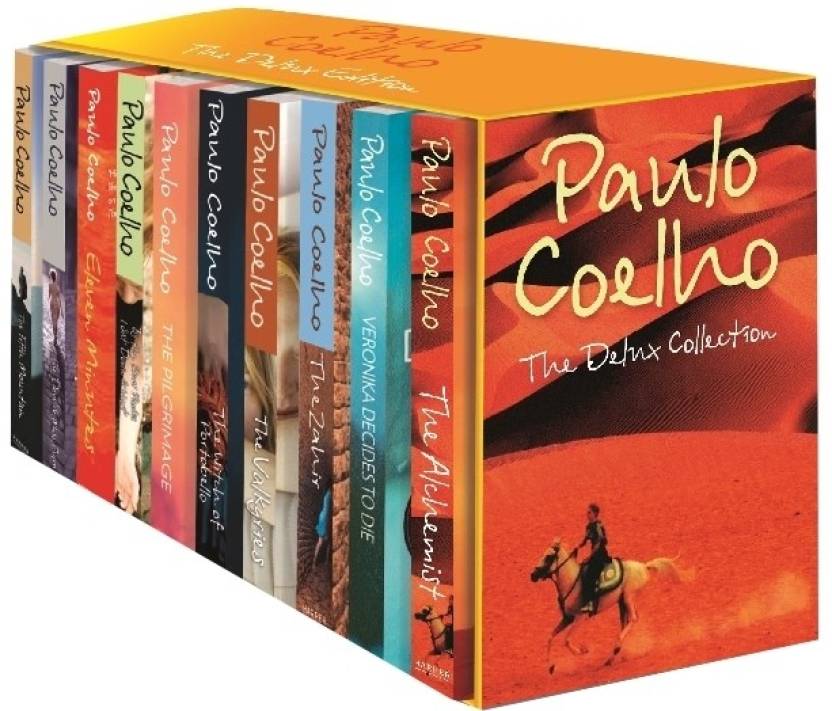 Paulo
Coelho
The Delux
Paulo Coelho
The Fifth Mountain
Paulo Coelho
Paulo Coelho
Eleven Minutes
Paulo Coelho
Paulo Coelho
THE PILGRIMAGE
Paulo Coelho
The Witch of
Portobello
Paulo Coelho
The Valkyries
Paulo Coelho
The Zahir
HARPER
Paulo Coelho
VERONIKA DECIDES TO DIE
Paulo Coelho
The Alchemist
HARPER
Paulo
Coelho
The Delux Collection